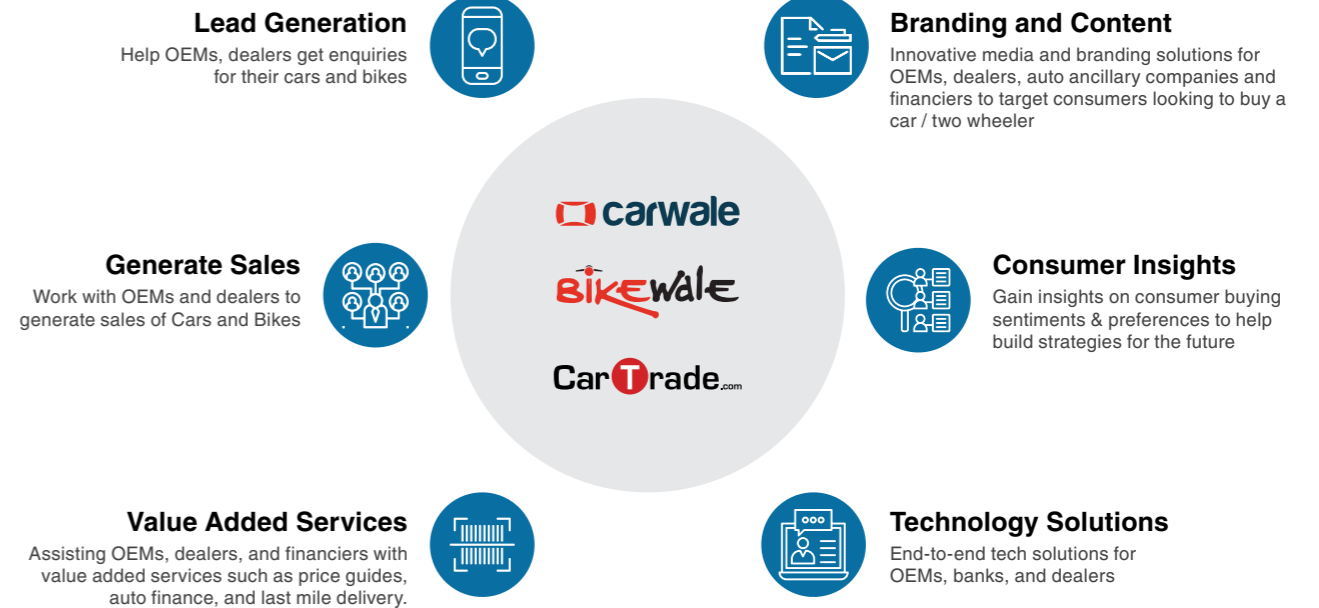 Lead Generation
Help OEMs, dealers get enquiries
for their cars and bikes
Branding and Content
Innovative media and branding solutions for
OEMs, dealers, auto ancillary companies and
financiers to target consumers looking to buy a
car / two wheeler
carwale
BikEwalE
CarTrade.com
Generate Sales
Work with OEMs and dealers to
generate sales of Cars and Bikes
Consumer Insights
Gain insights on consumer buying
sentiments & preferences to help
build strategies for the future
Value Added Services
Assisting OEMs, dealers, and financiers with
value added services such as price guides,
auto finance, and last mile delivery.
Technology Solutions
End-to-end tech solutions for
OEMs, banks, and dealers